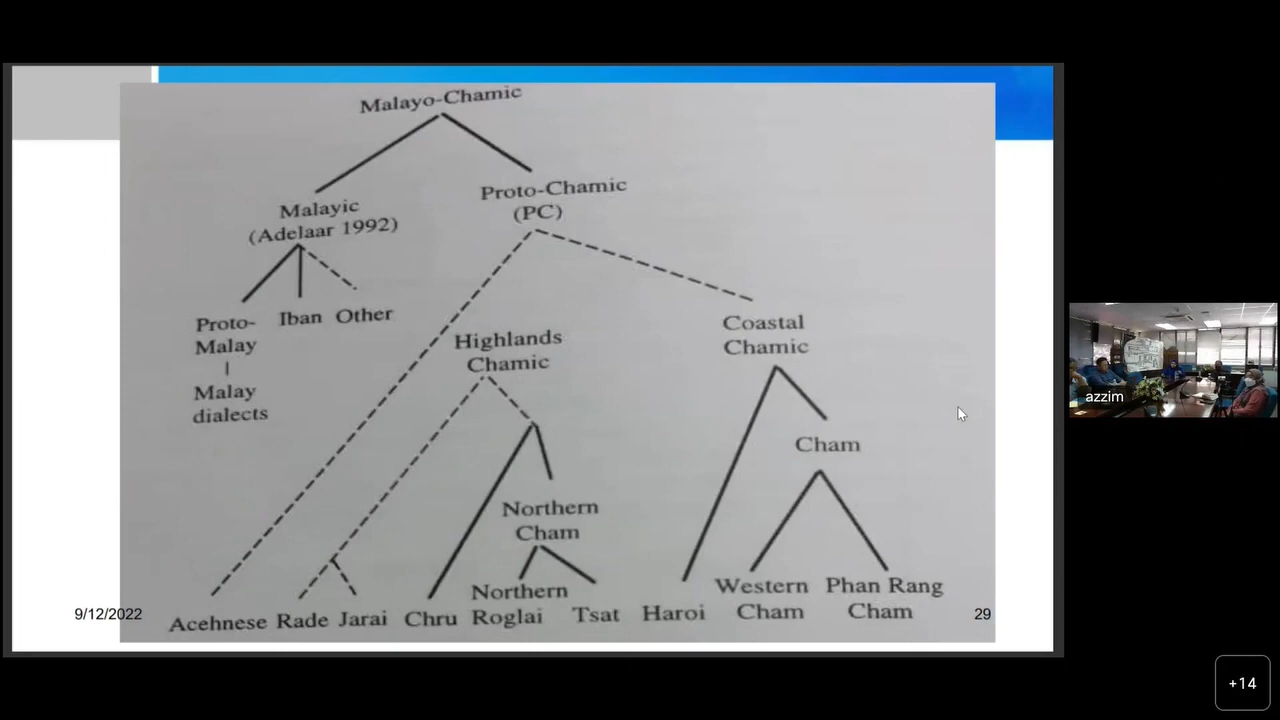 Malayo-Chamic
Malayic
(Adelaar 1992)
Proto-Chamic
(PC)
Proto-
Malay
Malay
dialects
Iban
Other
Highlands
Chamic
Coastal
Chamic
Cham
Northern
Cham
Acehnese
Rade
Jarai
Chru
Northern
Roglai
Tsat
Haroi
Western
Cham
Phan Rang
Cham
9/12/2022
29
azzim
+14